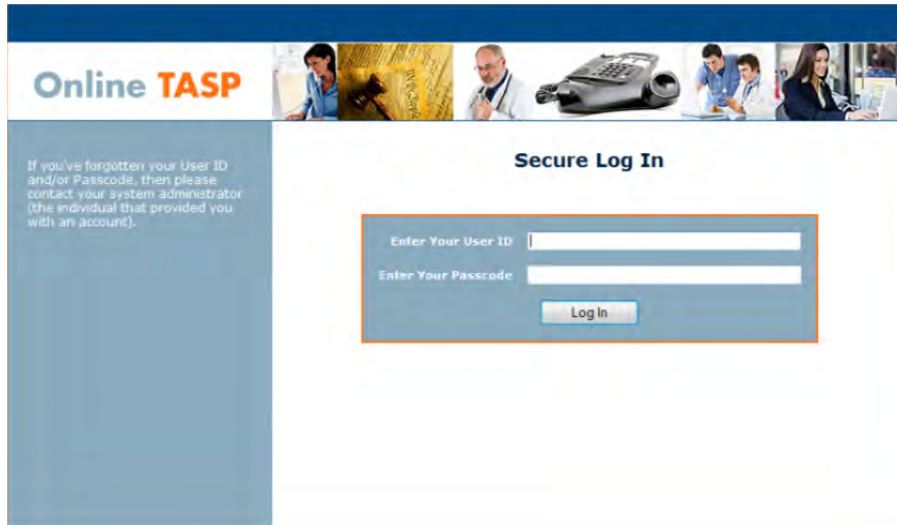 Online TASP
If you've forgotten your User ID
and/or Passcode, then please
contact your system administrator
(the individual that provided you
with an account).
Secure Log In
Enter Your User ID
Enter Your Passcode
Log In